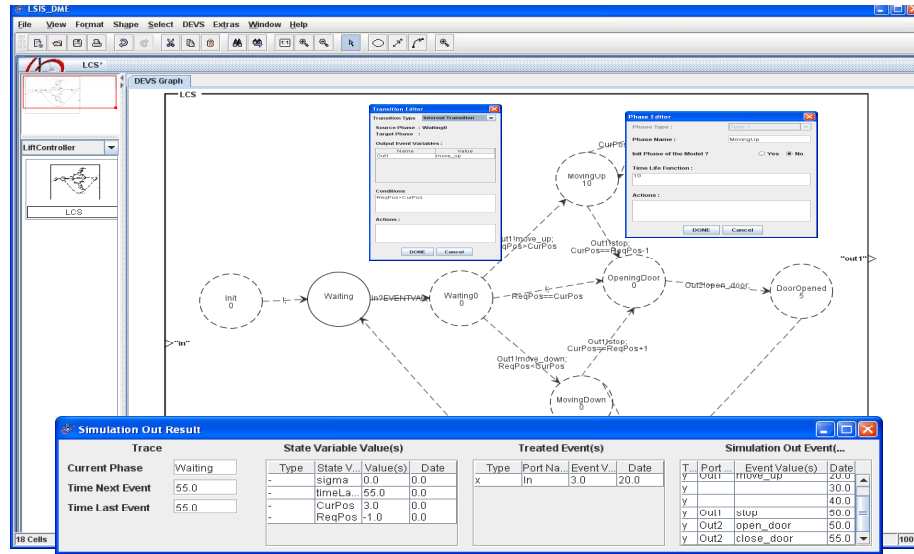 LSIS_DME
File View Format Shape Select DEVS Extras Window Help
LCS*
DEVS Graph
LCS
LiftController
LCS
Transition Editor
Transition Type Internal Transition
Source Phase : Waiting0
Target Phase :
Output Event Variables :
Name Value
Out1 move_up
Conditions
ReqPos>CurPos
Actions :
DONE Cancel
Phase Editor
Phase Type :
Phase Name : MovingUp
Init Phase of the Model ? Yes No
Time Life Function :
10
Actions :
DONE Cancel
CurPos
MovingUp
10
Out1!move_up;
ReqPos>CurPos
Out1!stop;
CurPos==ReqPos-1
"out1">
Init
0
Waiting
In?EVENTVAL
Waiting0
0
ReqPos==CurPos
OpeningDoor
0
Out2!open_door;
DoorOpened
5
>"in"
Out1!move_down;
ReqPos<CurPos
Out1!stop;
CurPos==ReqPos+1
MovingDown
0
Simulation Out Result
Trace
Current Phase Waiting
Time Next Event 55.0
Time Last Event 55.0
State Variable Value(s)
Type State V... Value(s) Date
- sigma 0.0 0.0
- timeLa... 55.0 0.0
- CurPos 3.0 0.0
- ReqPos -1.0 0.0
Treated Event(s)
Type Port Na... Event V... Date
x In 3.0 20.0
Simulation Out Event(...
T... Port ... Event Value(s) Date
y Out1 move_up 20.0
y 30.0
y 40.0
y Out1 stop 50.0
y Out2 open_door 50.0
y Out2 close_door 55.0
18 Cells
100